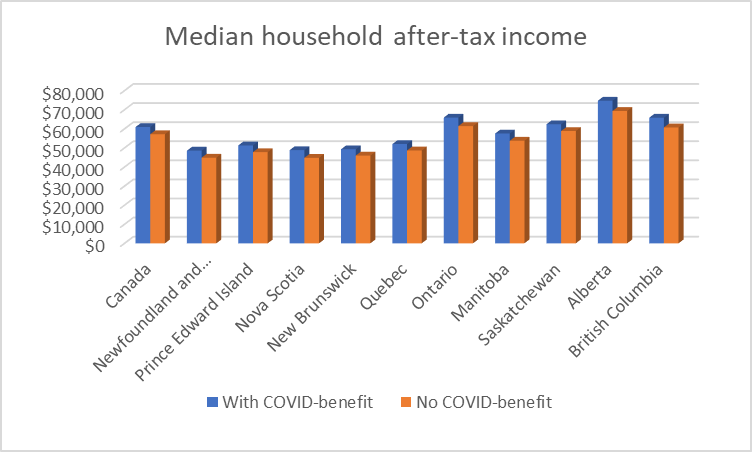 Median household after-tax income
$80,000
$70,000
$60,000
$50,000
$40,000
$30,000
$20,000
$10,000
$0
Canada
Newfoundland and...
Prince Edward Island
Nova Scotia
New Brunswick
Quebec
Ontario
Manitoba
Saskatchewan
Alberta
British Columbia
With COVID-benefit
No COVID-benefit